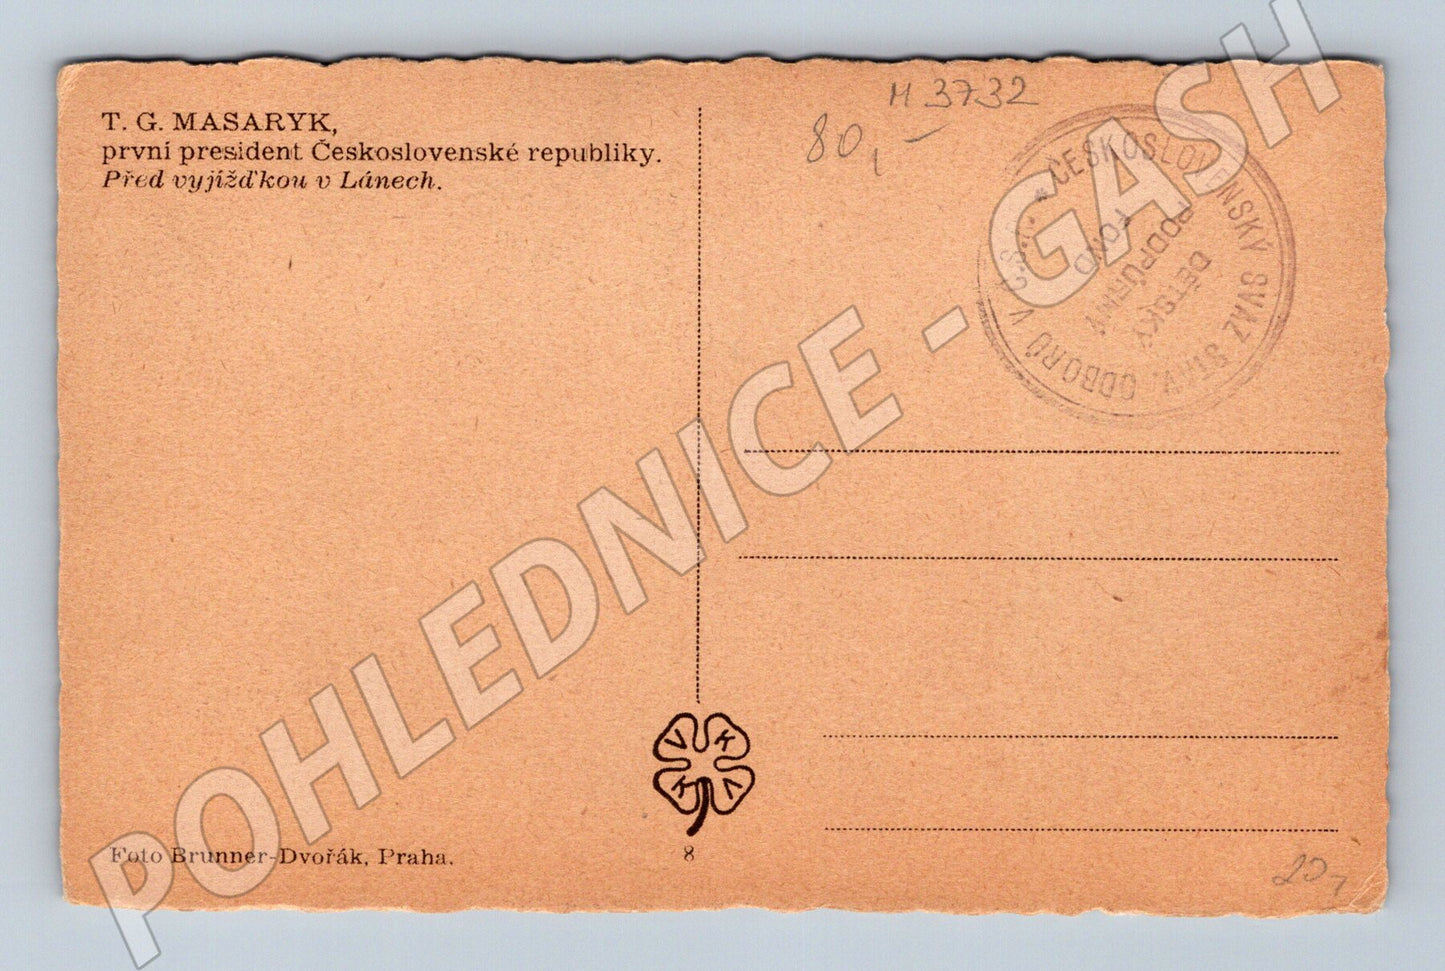 T. G. MASARYK,
první president Československé republiky.
Před vyjížďkou v Lánech.
M 3732
80,-
ČESKOSLOVENSKÝ SVAZ ODBORŮ V
DĚTSKÝ
PODPŮRNÝ
FOND
V K
K V
Foto Brunner-Dvořák, Praha.
8
POHLEDNICE - GASH